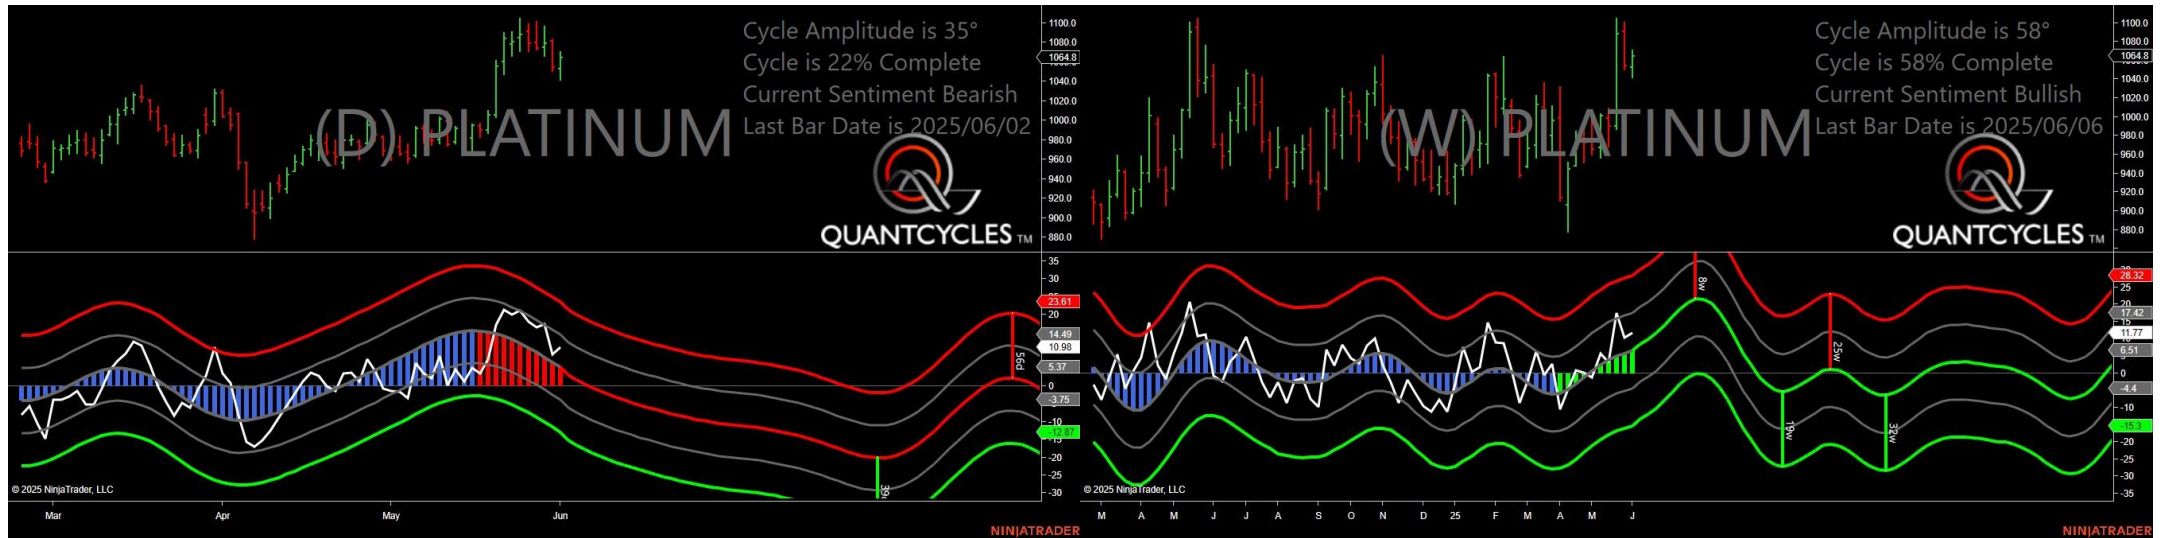 Cycle Amplitude is 35°
Cycle is 22% Complete
Current Sentiment Bearish
Last Bar Date is 2025/06/02
(D) PLATINUM
QUANTCYCLES TM
1100.0
1080.0
1064.8
1040.0
1020.0
1000.0
980.0
960.0
940.0
920.0
900.0
880.0
35
30
23.61
20
14.49
10.98
5.37
0
-3.75
-12.87
-20
-25
-30
56d
© 2025 NinjaTrader, LLC
Mar
Apr
May
Jun
NINJATRADER
Cycle Amplitude is 58°
Cycle is 58% Complete
Current Sentiment Bullish
Last Bar Date is 2025/06/06
(W) PLATINUM
QUANTCYCLES TM
1100.0
1080.0
1064.8
1040.0
1020.0
1000.0
980.0
960.0
940.0
920.0
900.0
880.0
28.32
25
20
17.42
11.77
6.51
0
-4.4
-10
-15.3
-20
-25
-30
-35
8w
25w
19w
32w
© 2025 NinjaTrader, LLC
M A M J J A S O N D 25 F M A M J
NINJATRADER